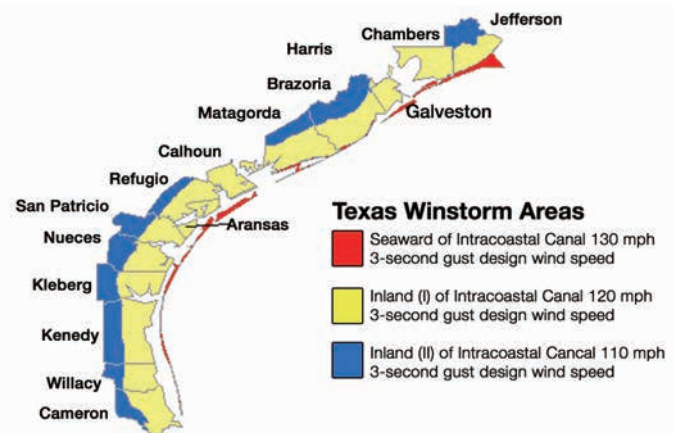 Jefferson
Chambers
Harris
Brazoria
Galveston
Matagorda
Calhoun
Refugio
San Patricio
Aransas
Nueces
Kleberg
Kenedy
Willacy
Cameron
Texas Winstorm Areas
Seaward of Intracoastal Canal 130 mph
3-second gust design wind speed
Inland (I) of Intracoastal Canal 120 mph
3-second gust design wind speed
Inland (II) of Intracoastal Cancal 110 mph
3-second gust design wind speed